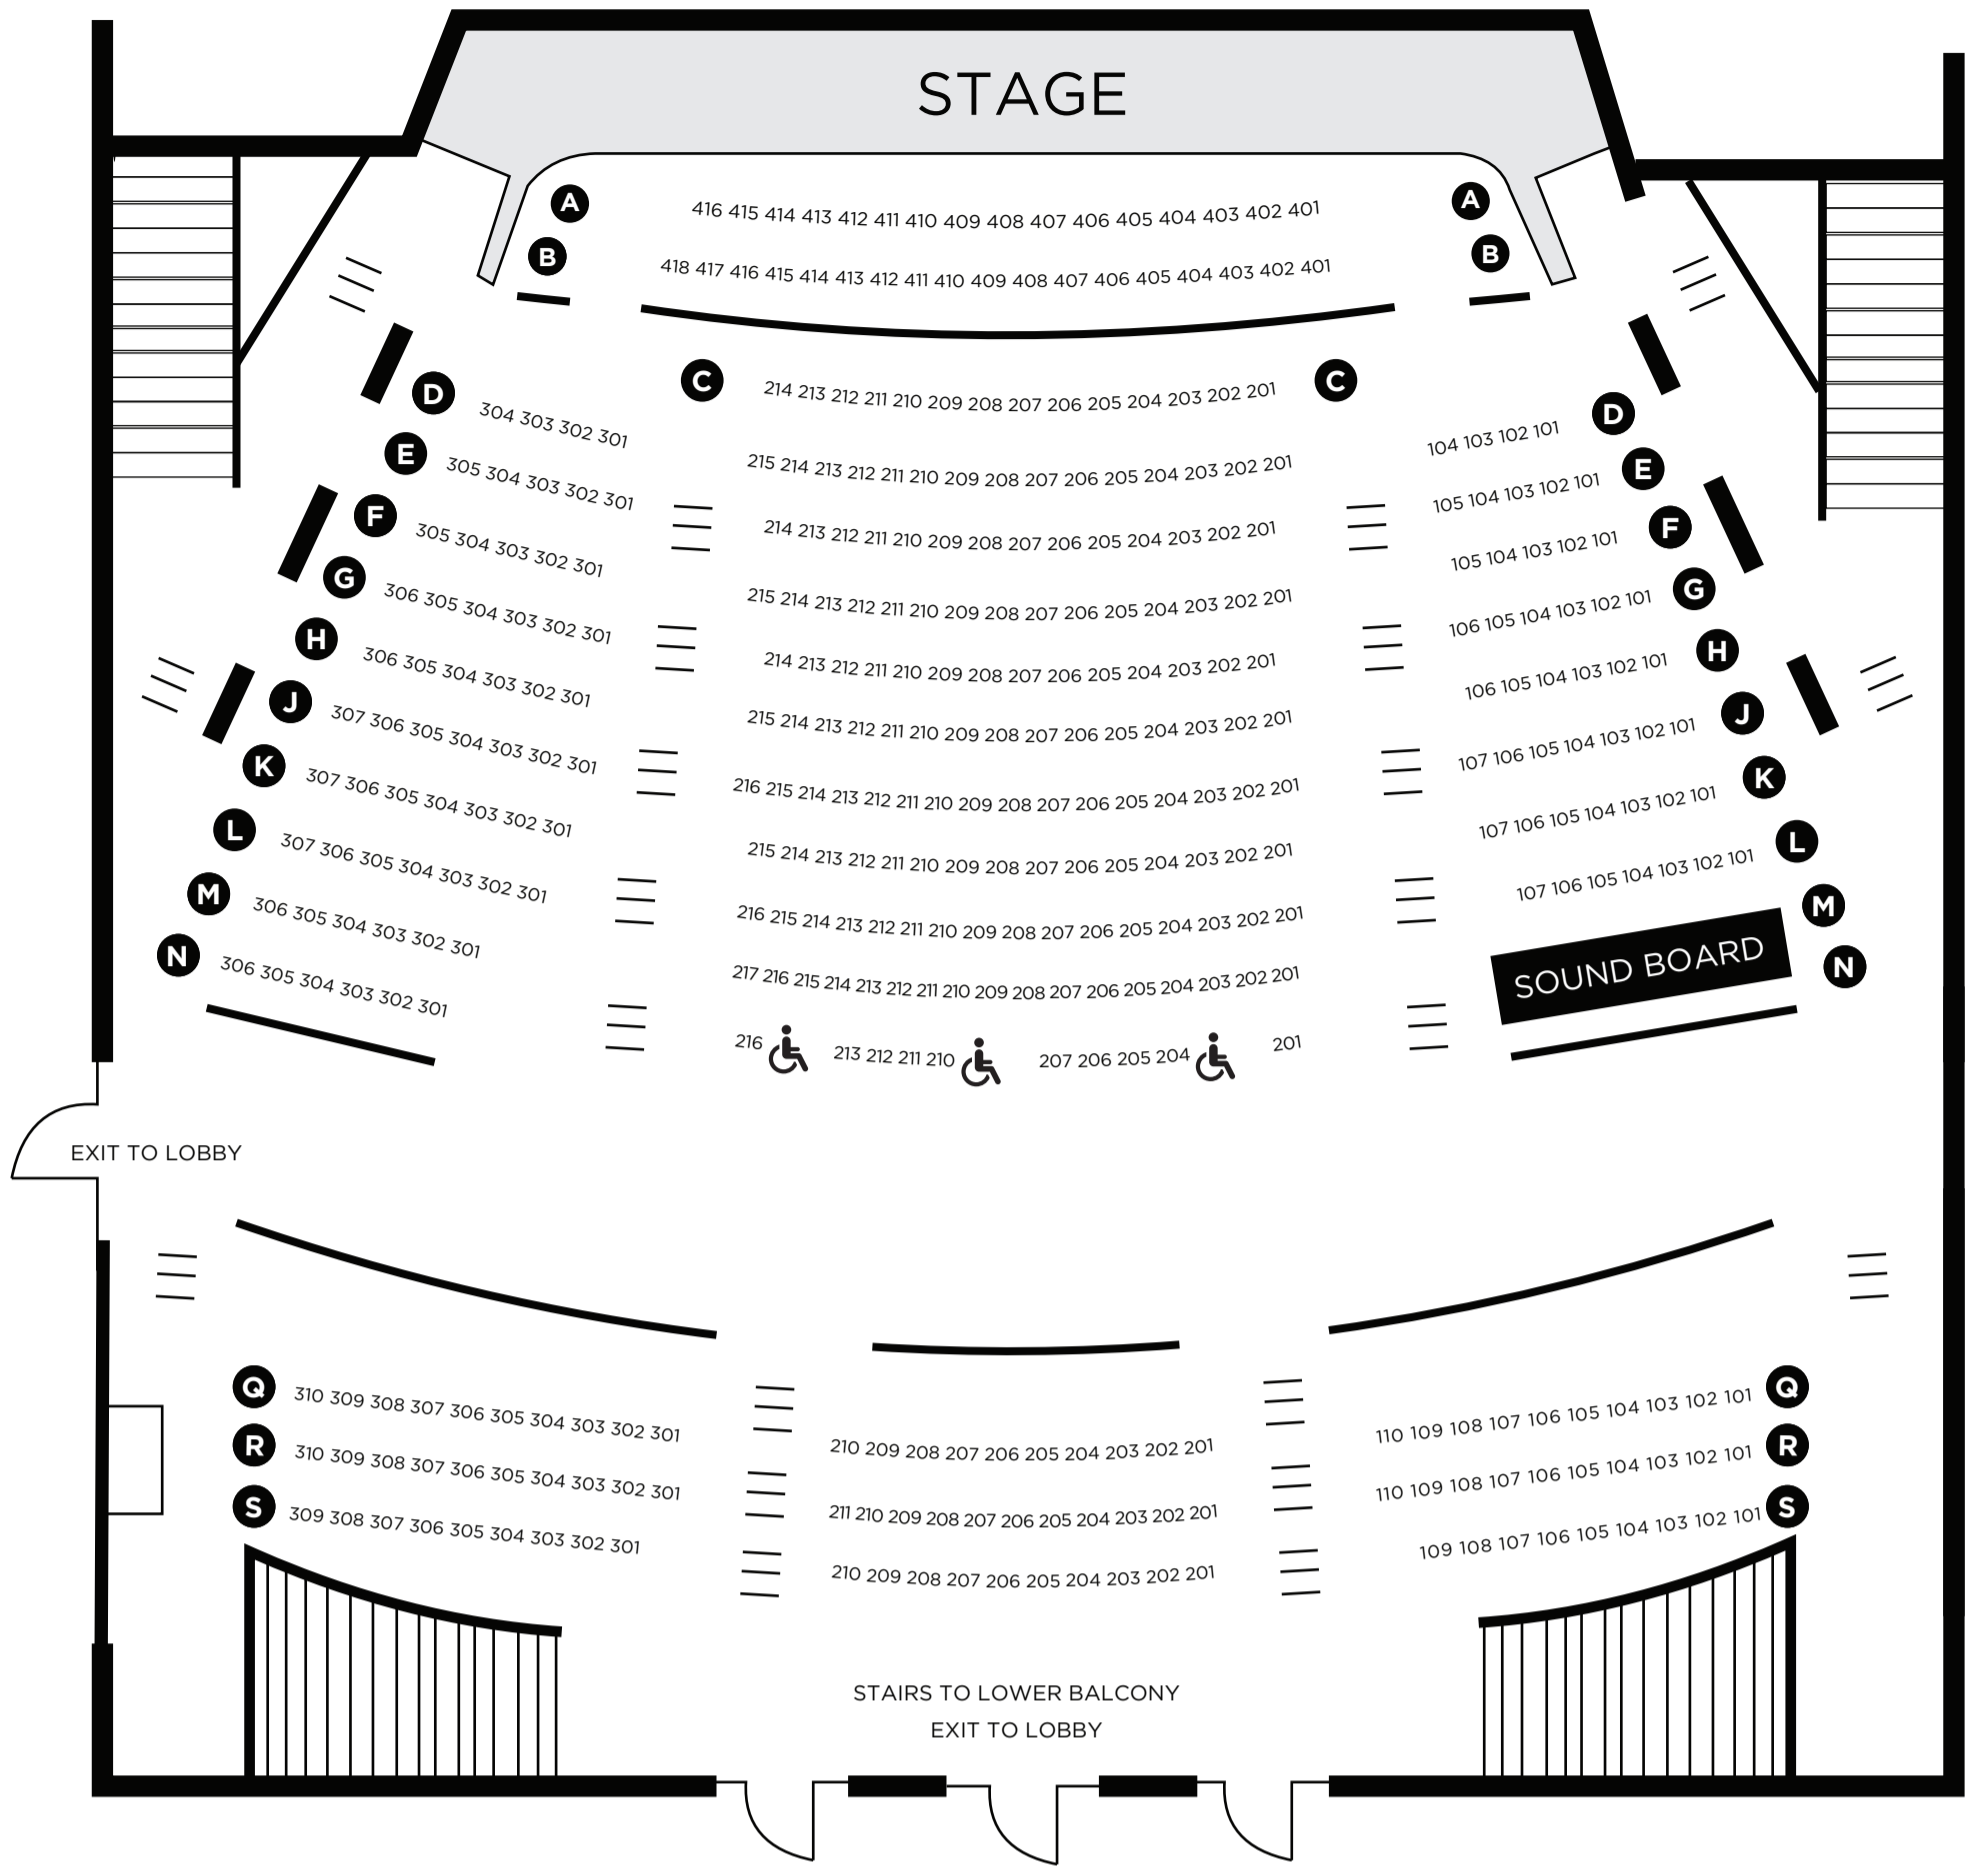 STAGE
A 416 415 414 413 412 411 410 409 408 407 406 405 404 403 402 401 A
B 418 417 416 415 414 413 412 411 410 409 408 407 406 405 404 403 402 401 B
C 214 213 212 211 210 209 208 207 206 205 204 203 202 201 C
D 304 303 302 301 215 214 213 212 211 210 209 208 207 206 205 204 203 202 201 104 103 102 101 D
E 305 304 303 302 301 214 213 212 211 210 209 208 207 206 205 204 203 202 201 105 104 103 102 101 E
F 305 304 303 302 301 215 214 213 212 211 210 209 208 207 206 205 204 203 202 201 105 104 103 102 101 F
G 306 305 304 303 302 301 214 213 212 211 210 209 208 207 206 205 204 203 202 201 106 105 104 103 102 101 G
H 306 305 304 303 302 301 215 214 213 212 211 210 209 208 207 206 205 204 203 202 201 106 105 104 103 102 101 H
J 307 306 305 304 303 302 301 216 215 214 213 212 211 210 209 208 207 206 205 204 203 202 201 107 106 105 104 103 102 101 J
K 307 306 305 304 303 302 301 215 214 213 212 211 210 209 208 207 206 205 204 203 202 201 107 106 105 104 103 102 101 K
L 307 306 305 304 303 302 301 216 215 214 213 212 211 210 209 208 207 206 205 204 203 202 201 107 106 105 104 103 102 101 L
M 306 305 304 303 302 301 217 216 215 214 213 212 211 210 209 208 207 206 205 204 203 202 201 M
SOUND BOARD
N 306 305 304 303 302 301 216 213 212 211 210 207 206 205 204 201 N
EXIT TO LOBBY
Q 310 309 308 307 306 305 304 303 302 301 210 209 208 207 206 205 204 203 202 201 110 109 108 107 106 105 104 103 102 101 Q
R 310 309 308 307 306 305 304 303 302 301 211 210 209 208 207 206 205 204 203 202 201 110 109 108 107 106 105 104 103 102 101 R
S 309 308 307 306 305 304 303 302 301 210 209 208 207 206 205 204 203 202 201 109 108 107 106 105 104 103 102 101 S
STAIRS TO LOWER BALCONY
EXIT TO LOBBY